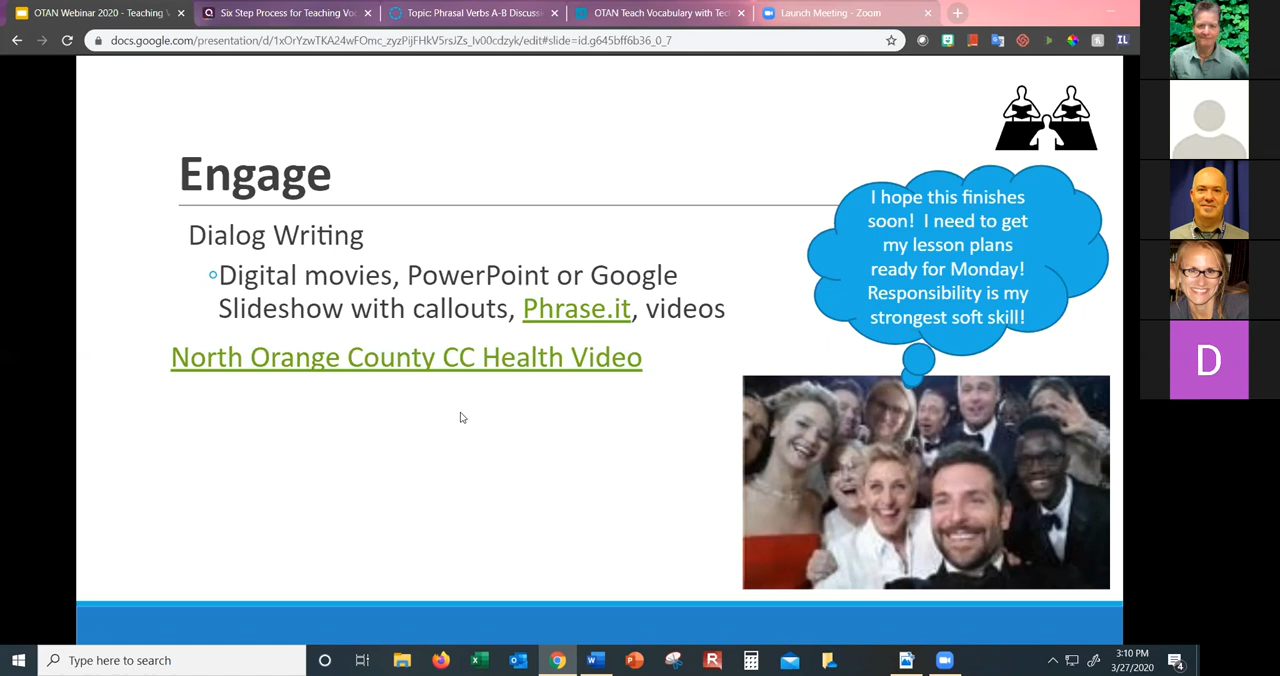 OTAN Webinar 2020 - Teaching V
Six Step Process for Teaching Voc
Topic: Phrasal Verbs A-B Discuss
OTAN Teach Vocabulary with Tec
Launch Meeting - Zoom
docs.google.com/presentation/d/1xOrYzwTKA24wFOmc_zyzPijFHkV5rsJZs_lv00cdzyk/edit#slide=id.g645bff6b36_0_7
IL
Engage
Dialog Writing
Digital movies, PowerPoint or Google
Slideshow with callouts, Phrase.it, videos
North Orange County CC Health Video
I hope this finishes
soon! I need to get
my lesson plans
ready for Monday!
Responsibility is my
strongest soft skill!
D
Type here to search
3:10 PM
3/27/2020
4